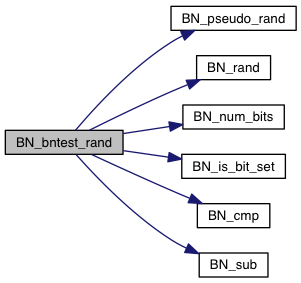 BN_pseudo_rand
BN_rand
BN_num_bits
BN_bntest_rand
BN_is_bit_set
BN_cmp
BN_sub